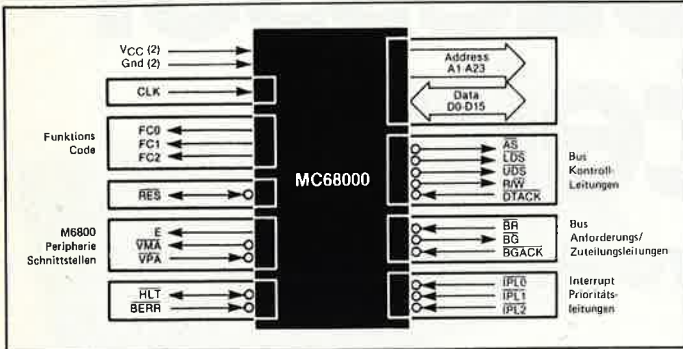 VCC (2)
Gnd (2)
CLK
Funktions
Code
FC0
FC1
FC2
RES
M6800
Peripherie
Schnittstellen
E
VMA
VPA
HLT
BERR
MC68000
Address
A1-A23
Data
D0-D15
AS
LDS
UDS
R/W
DTACK
Bus
Kontroll-
Leitungen
BR
BG
BGACK
Bus
Anforderungs/
Zuteilungsleitungen
IPL0
IPL1
IPL2
Interrupt
Prioritäts-
leitungen